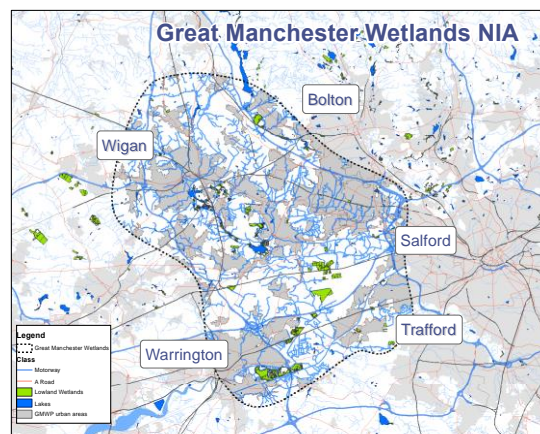 Great Manchester Wetlands NIA
Bolton
Wigan
Salford
Trafford
Warrington
Legend
Great Manchester Wetlands
Class
Motorway
A Road
Lowland Wetlands
Lakes
GMWP urban areas